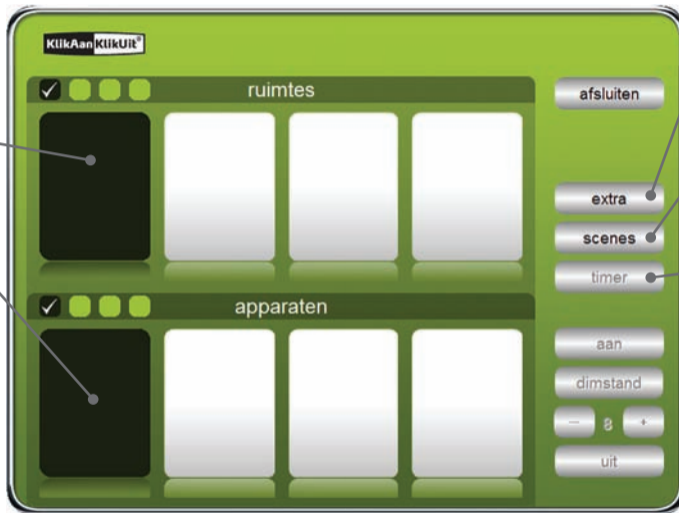 KlikAan KlikUit®
ruimtes
afsluiten
extra
scenes
timer
apparaten
aan
dimstand
– 8 +
uit